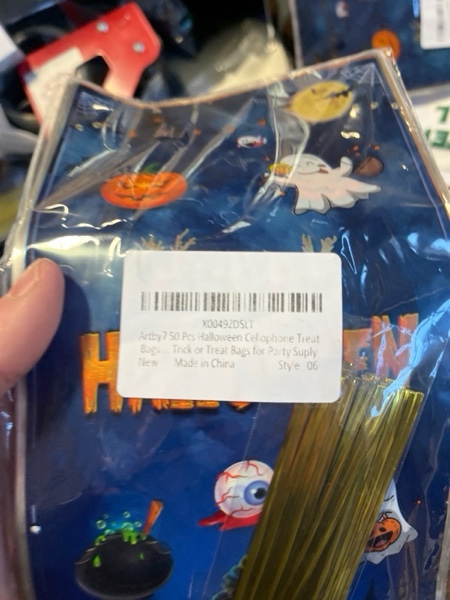 X00492D5LT
Artby7 50 Pcs Halloween Cellophane Treat
Bags ... Trick or Treat Bags for Party Suply
New Made in China Style 06